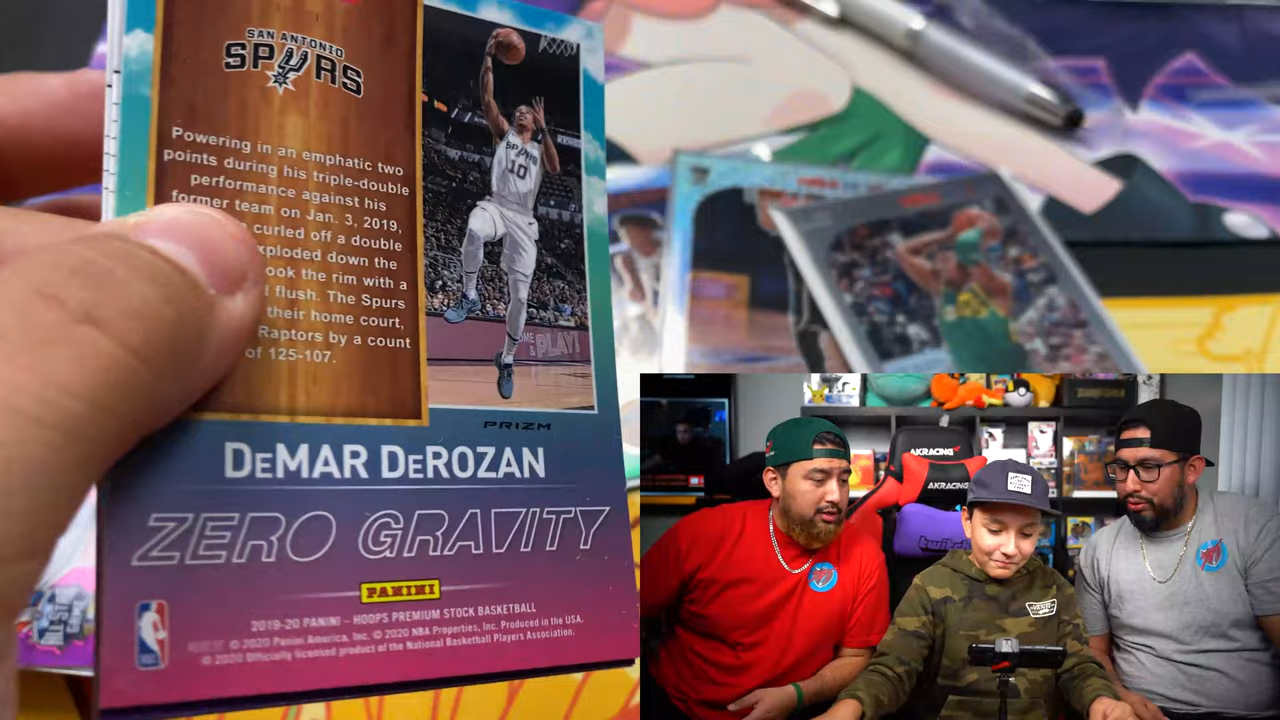 SAN ANTONIO
SPURS
Powering in an emphatic two
points during his triple-double
performance against his
former team on Jan. 3, 2019,
curled off a double
xploded down the
ook the rim with a
flush. The Spurs
their home court,
Raptors by a count
of 125-107.
SPURS
10
PLAY!
PRIZM
DEMAR DEROZAN
ZERO GRAVITY
PANINI
2019-20 PANINI – HOOPS PREMIUM STOCK BASKETBALL
© 2020 Panini America, Inc. © 2020 NBA Properties, Inc. Produced in the USA.
© 2020 Officially licensed product of the National Basketball Players Association.
AKRACING
AKRACING
twitch
VANS